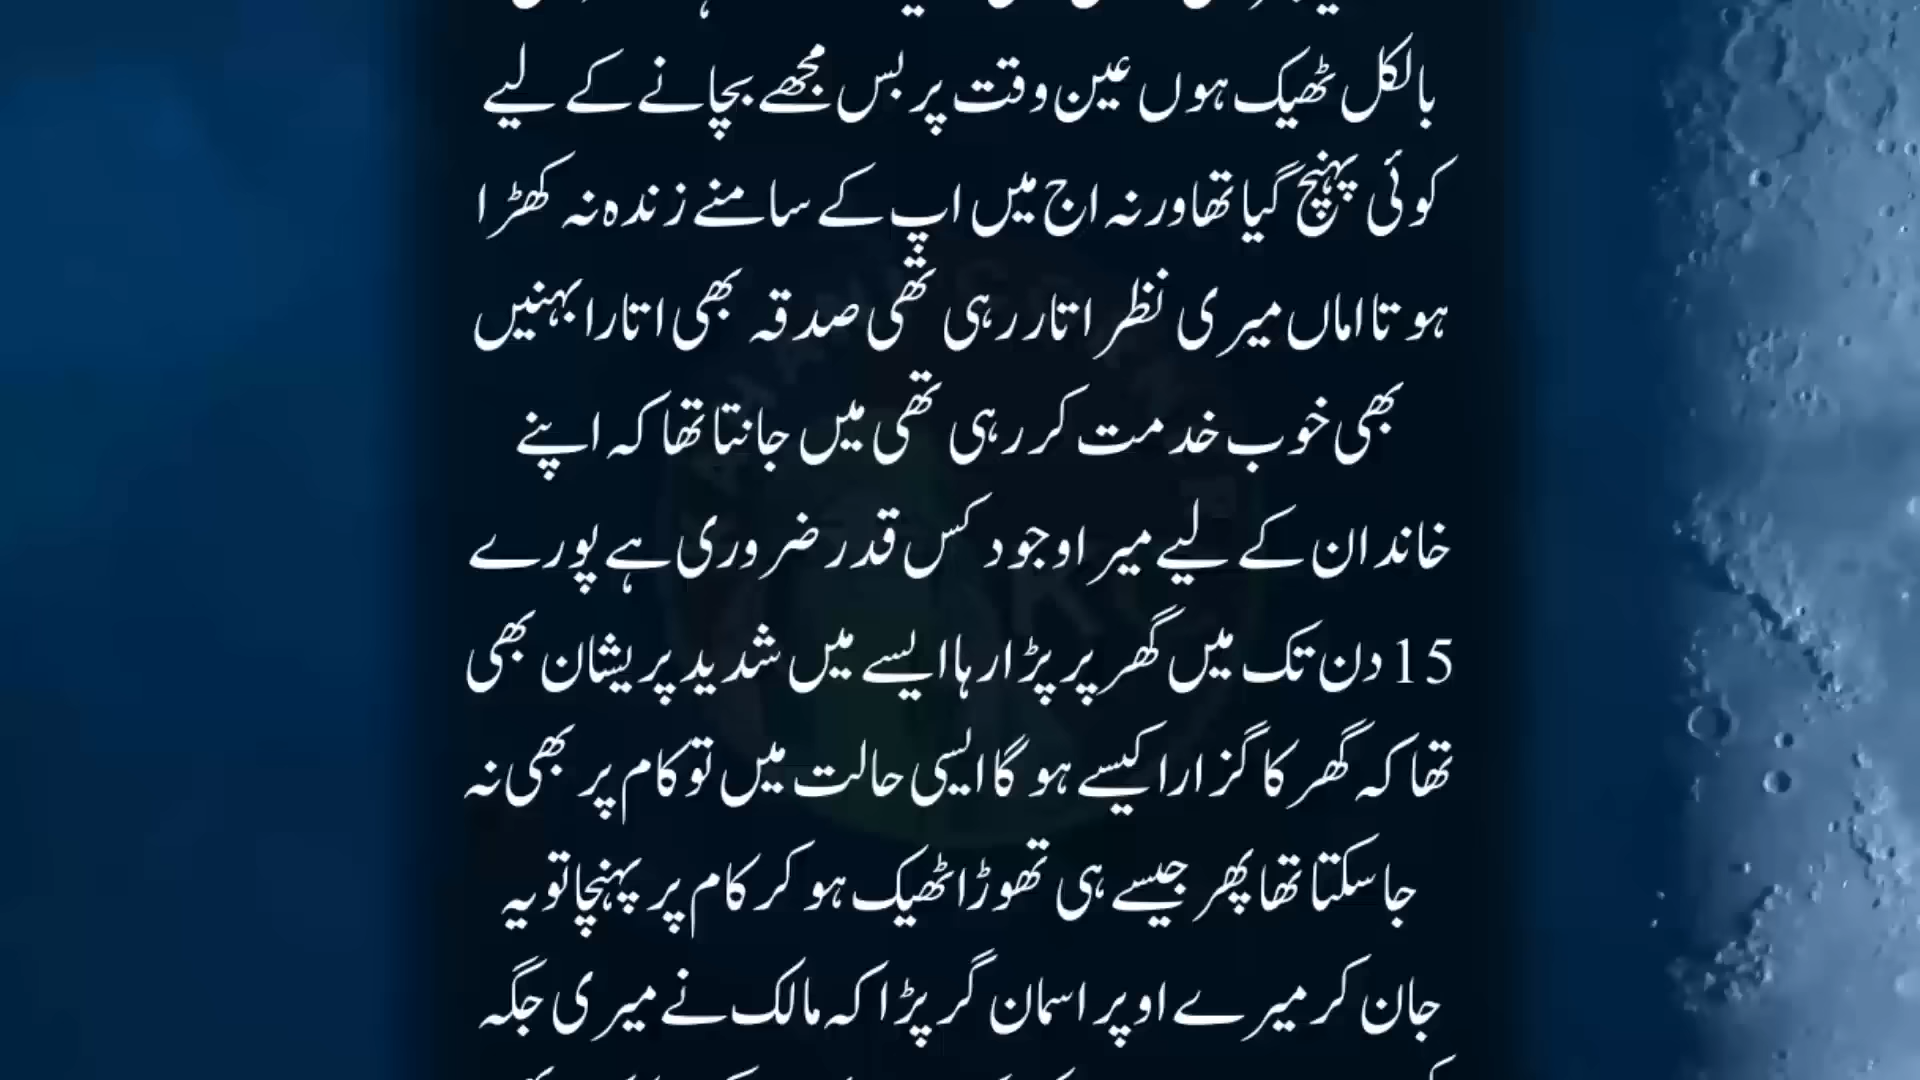 بالکل ٹھیک ہوں عین وقت پر بس مجھے بچانے کے لیے
کوئی پہنچ گیا تھا ورنہ اج میں اپ کے سامنے زندہ نہ کھڑا
ہوتا اماں میری نظر اتار رہی تھی صدقہ بھی اتارا بہنیں
بھی خوب خدمت کر رہی تھی میں جانتا تھا کہ اپنے
خاندان کے لیے میرا وجود کس قدر ضروری ہے پورے
15 دن تک میں گھر پر پڑا رہا ایسے میں شدید پریشان بھی
تھا کہ گھر کا گزارا کیسے ہو گا ایسی حالت میں تو کام پر بھی نہ
جا سکتا تھا پھر جیسے ہی تھوڑا ٹھیک ہو کر کام پر پہنچا تو یہ
جان کر میرے اوپر اسمان گر پڑا کہ مالک نے میری جگہ